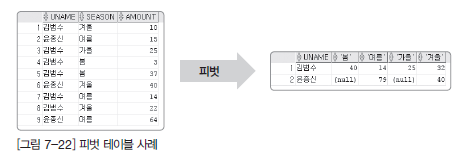 UNAME SEASON AMOUNT
1 김범수 겨울 10
2 윤종신 여름 15
3 김범수 가을 25
4 김범수 봄 3
5 김범수 봄 37
6 윤종신 겨울 40
7 김범수 여름 14
8 김범수 겨울 22
9 윤종신 여름 64
피벗
UNAME '봄' '여름' '가을' '겨울'
1 김범수 40 14 25 32
2 윤종신 (null) 79 (null) 40
[그림 7-22] 피벗 테이블 사례